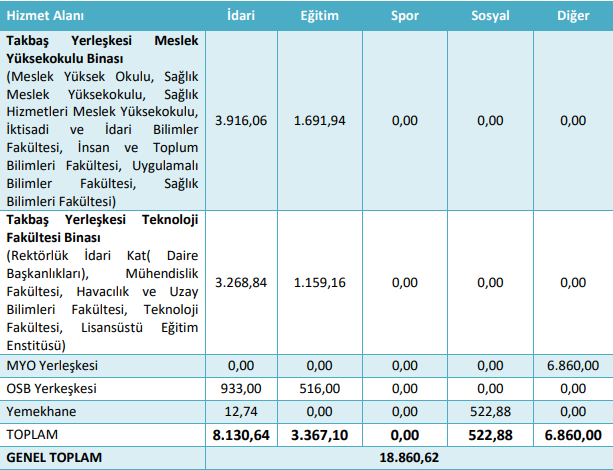 Hizmet Alanı İdari Eğitim Spor Sosyal Diğer
Takbaş Yerleşkesi Meslek
Yüksekokulu Binası
(Meslek Yüksek Okulu, Sağlık
Meslek Yüksekokulu, Sağlık
Hizmetleri Meslek Yüksekokulu,
İktisadi ve İdari Bilimler
Fakültesi, İnsan ve Toplum
Bilimleri Fakültesi, Uygulamalı
Bilimler Fakültesi, Sağlık
Bilimleri Fakültesi)
3.916,06 1.691,94 0,00 0,00 0,00
Takbaş Yerleşkesi Teknoloji
Fakültesi Binası
(Rektörlük İdari Kat( Daire
Başkanlıkları), Mühendislik
Fakültesi, Havacılık ve Uzay
Bilimleri Fakültesi, Teknoloji
Fakültesi, Lisansüstü Eğitim
Enstitüsü)
3.268,84 1.159,16 0,00 0,00 0,00
MYO Yerleşkesi 0,00 0,00 0,00 0,00 6.860,00
OSB Yerkeşkesi 933,00 516,00 0,00 0,00 0,00
Yemekhane 12,74 0,00 0,00 522,88 0,00
TOPLAM 8.130,64 3.367,10 0,00 522,88 6.860,00
GENEL TOPLAM 18.860,62